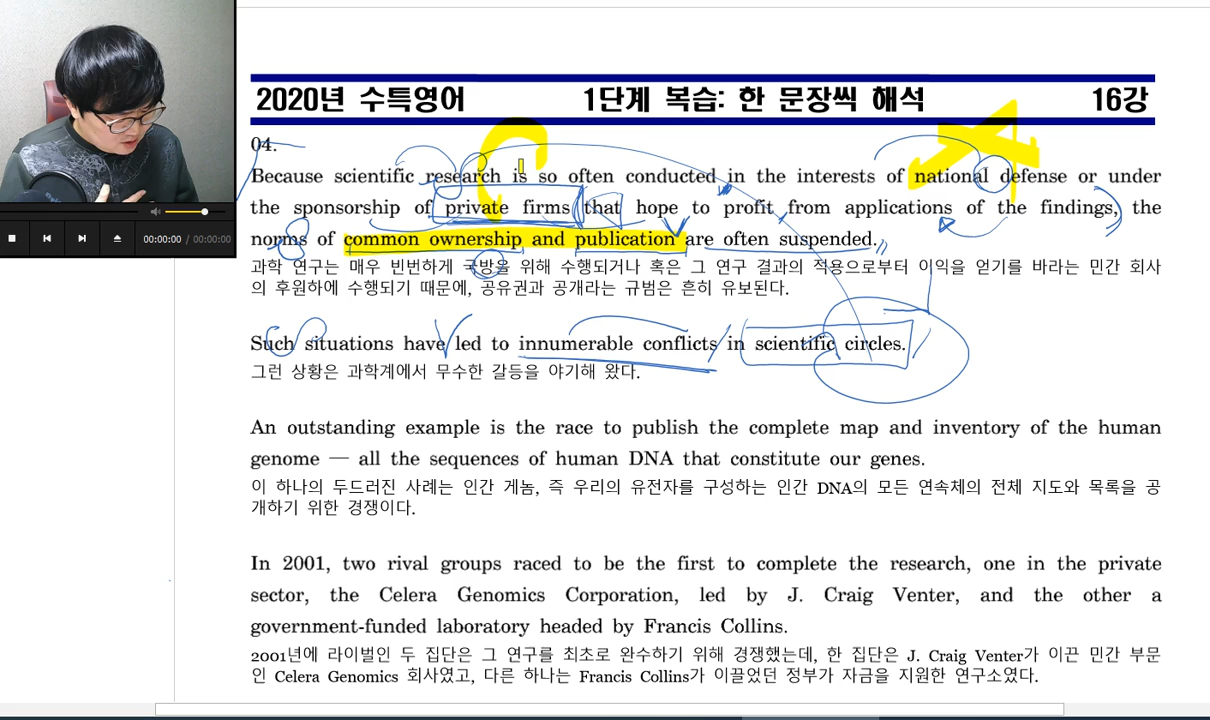 2020년 수특영어 1단계 복습: 한 문장씩 해석 16강
04.
Because scientific research is so often conducted in the interests of national defense or under
the sponsorship of private firms that hope to profit from applications of the findings, the
norms of common ownership and publication are often suspended.
과학 연구는 매우 빈번하게 국방을 위해 수행되거나 혹은 그 연구 결과의 적용으로부터 이익을 얻기를 바라는 민간 회사
의 후원하에 수행되기 때문에, 공유권과 공개라는 규범은 흔히 유보된다.
Such situations have led to innumerable conflicts in scientific circles.
그런 상황은 과학계에서 무수한 갈등을 야기해 왔다.
An outstanding example is the race to publish the complete map and inventory of the human
genome — all the sequences of human DNA that constitute our genes.
이 하나의 두드러진 사례는 인간 게놈, 즉 우리의 유전자를 구성하는 인간 DNA의 모든 연속체의 전체 지도와 목록을 공
개하기 위한 경쟁이다.
In 2001, two rival groups raced to be the first to complete the research, one in the private
sector, the Celera Genomics Corporation, led by J. Craig Venter, and the other a
government-funded laboratory headed by Francis Collins.
2001년에 라이벌인 두 집단은 그 연구를 최초로 완수하기 위해 경쟁했는데, 한 집단은 J. Craig Venter가 이끈 민간 부문
인 Celera Genomics 회사였고, 다른 하나는 Francis Collins가 이끌었던 정부가 자금을 지원한 연구소였다.
00:00:00 / 00:00:00